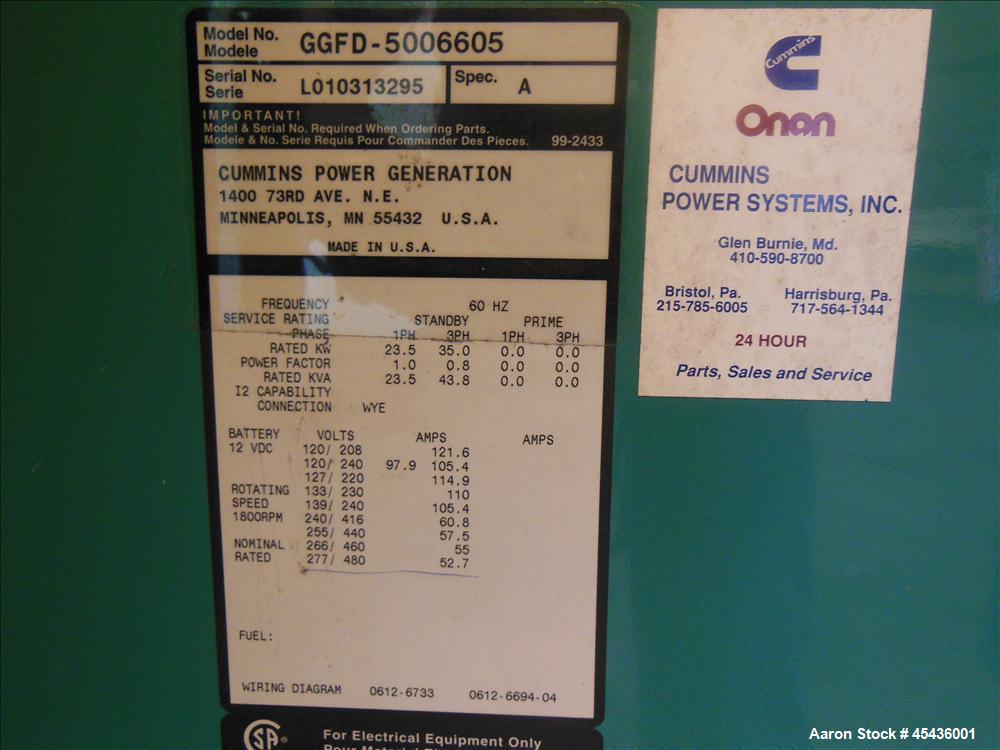 Model No.
Modele
GGFD-5006605
Serial No.
Serie
L010313295
Spec.
A
IMPORTANT!
Model & Serial No. Required When Ordering Parts.
Modele & No. Serie Requis Pour Commander Des Pieces. 99-2433
CUMMINS POWER GENERATION
1400 73RD AVE. N.E.
MINNEAPOLIS, MN 55432 U.S.A.
MADE IN U.S.A.
FREQUENCY 60 HZ
SERVICE RATING STANDBY PRIME
PHASE 1PH 3PH 1PH 3PH
RATED KW 23.5 35.0 0.0 0.0
POWER FACTOR 1.0 0.8 0.0 0.0
RATED KVA 23.5 43.8 0.0 0.0
I2 CAPABILITY
CONNECTION WYE
BATTERY VOLTS AMPS AMPS
12 VDC 120/ 208 121.6
120/ 240 97.9 105.4
127/ 220 114.9
ROTATING 133/ 230 110
SPEED 139/ 240 105.4
1800RPM 240/ 416 60.8
255/ 440 57.5
NOMINAL 266/ 460 55
RATED 277/ 480 52.7
FUEL:
WIRING DIAGRAM 0612-6733 0612-6694-04
SA ®
For Electrical Equipment Only
Cummins
Onan
CUMMINS
POWER SYSTEMS, INC.
Glen Burnie, Md.
410-590-8700
Bristol, Pa.
215-785-6005
Harrisburg, Pa.
717-564-1344
24 HOUR
Parts, Sales and Service
Aaron Stock # 45436001